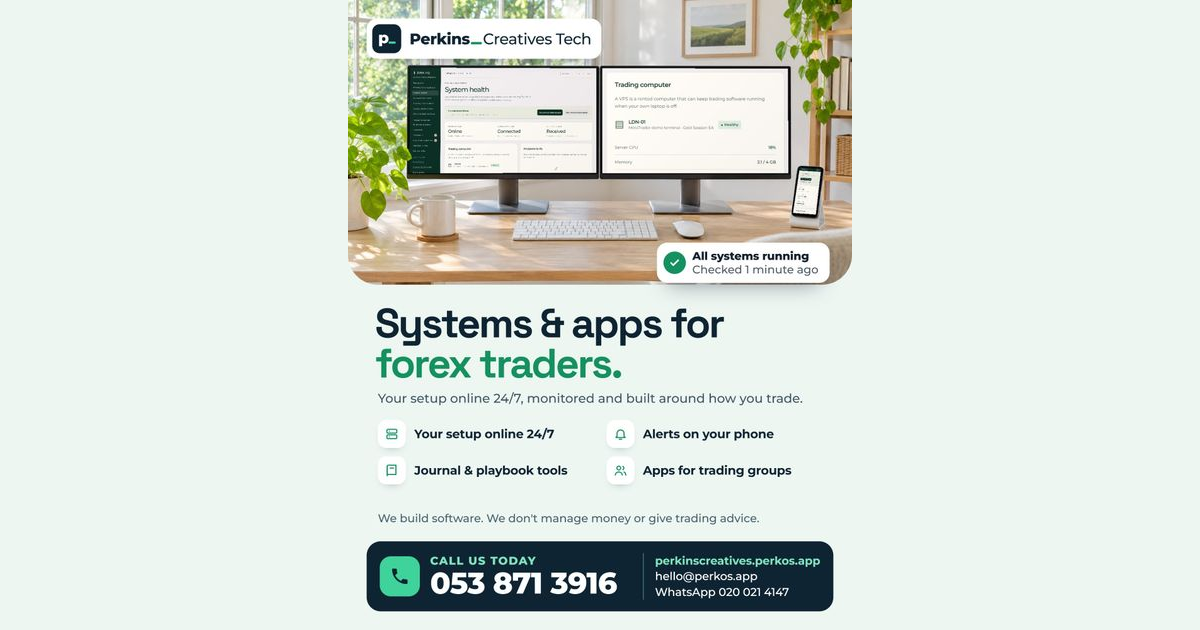 p_ Perkins_Creatives Tech
System health
Online
Connected
Received
Trading computer
A VPS is a rented computer that can keep trading software running
when your own laptop is off.
LDN-01
Healthy
Server CPU
18%
Memory
3.1 / 4 GB
All systems running
Checked 1 minute ago
Systems & apps for
forex traders.
Your setup online 24/7, monitored and built around how you trade.
Your setup online 24/7
Alerts on your phone
Journal & playbook tools
Apps for trading groups
We build software. We don't manage money or give trading advice.
CALL US TODAY
053 871 3916
perkinscreatives.perkos.app
hello@perkos.app
WhatsApp 020 021 4147